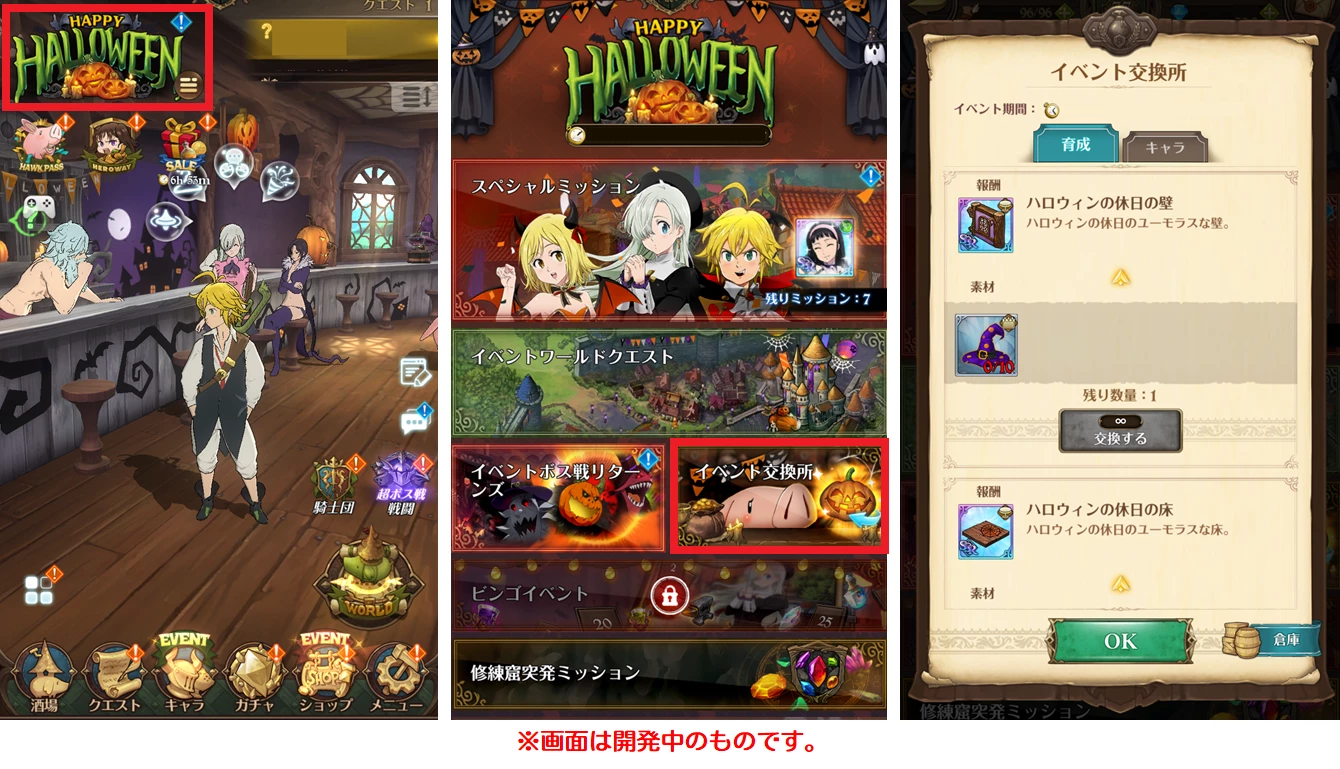 HAPPY
HALLOWEEN
クエスト 1
?
HAWK PASS
HEROWAY
SALE
6h 53m
騎士団
超ボス戦
戦闘
WORLD
EVENT
EVENT
SHOP
酒場
クエスト
キャラ
ガチャ
ショップ
メニュー
HAPPY
HALLOWEEN
スペシャルミッション
残りミッション：7
イベントワールドクエスト
イベントボス戦リター
ンズ
イベント交換所
ビンゴイベント
2
20
25
修練窟突発ミッション
96/96
イベント交換所
イベント期間：
育成
キャラ
報酬
SR
ハロウィンの休日の壁
ハロウィンの休日のユーモラスな壁。
素材
0/10
残り数量：1
∞
交換する
報酬
SR
ハロウィンの休日の床
ハロウィンの休日のユーモラスな床。
素材
OK
倉庫
修練窟突発ミッション
※画面は開発中のものです。